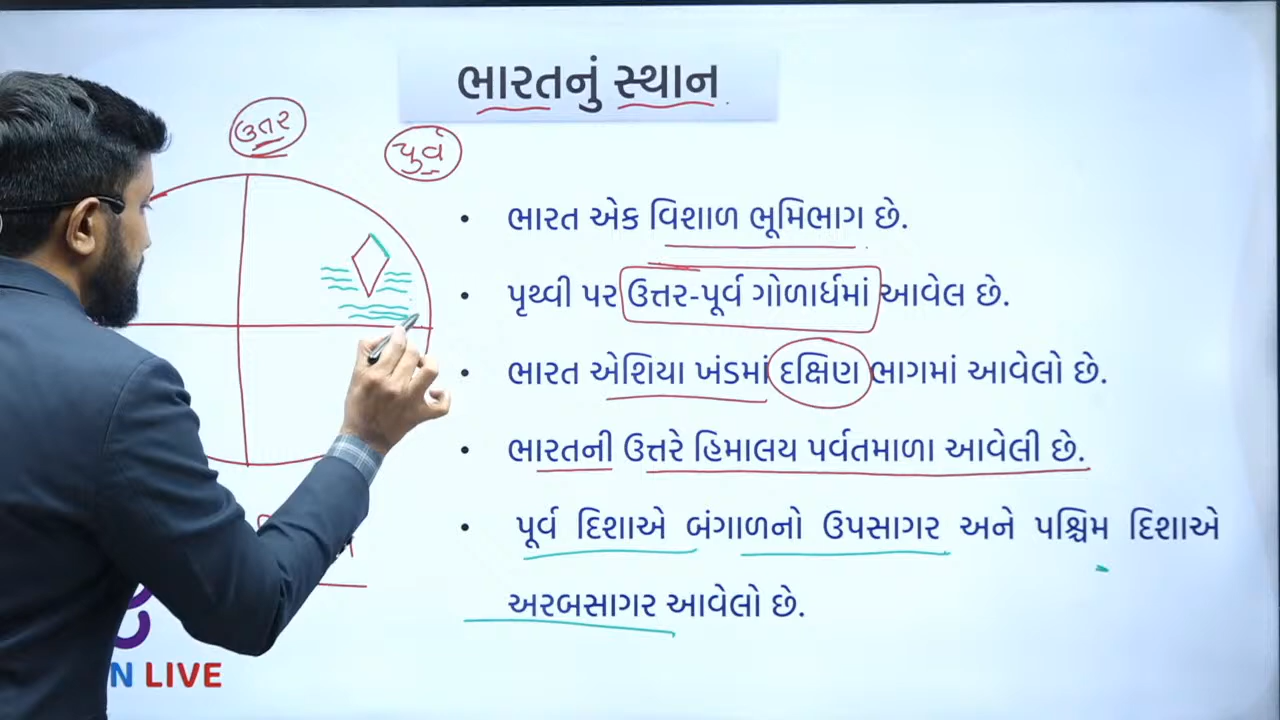 ભારતનું સ્થાન
ઉત્તર
પુર્વ
• ભારત એક વિશાળ ભૂમિભાગ છે.
• પૃથ્વી પર ઉત્તર-પૂર્વ ગોળાર્ધમાં આવેલ છે.
• ભારત એશિયા ખંડમાં દક્ષિણ ભાગમાં આવેલો છે.
• ભારતની ઉત્તરે હિમાલય પર્વતમાળા આવેલી છે.
• પૂર્વ દિશાએ બંગાળનો ઉપસાગર અને પશ્ચિમ દિશાએ
અરબસાગર આવેલો છે.
N LIVE